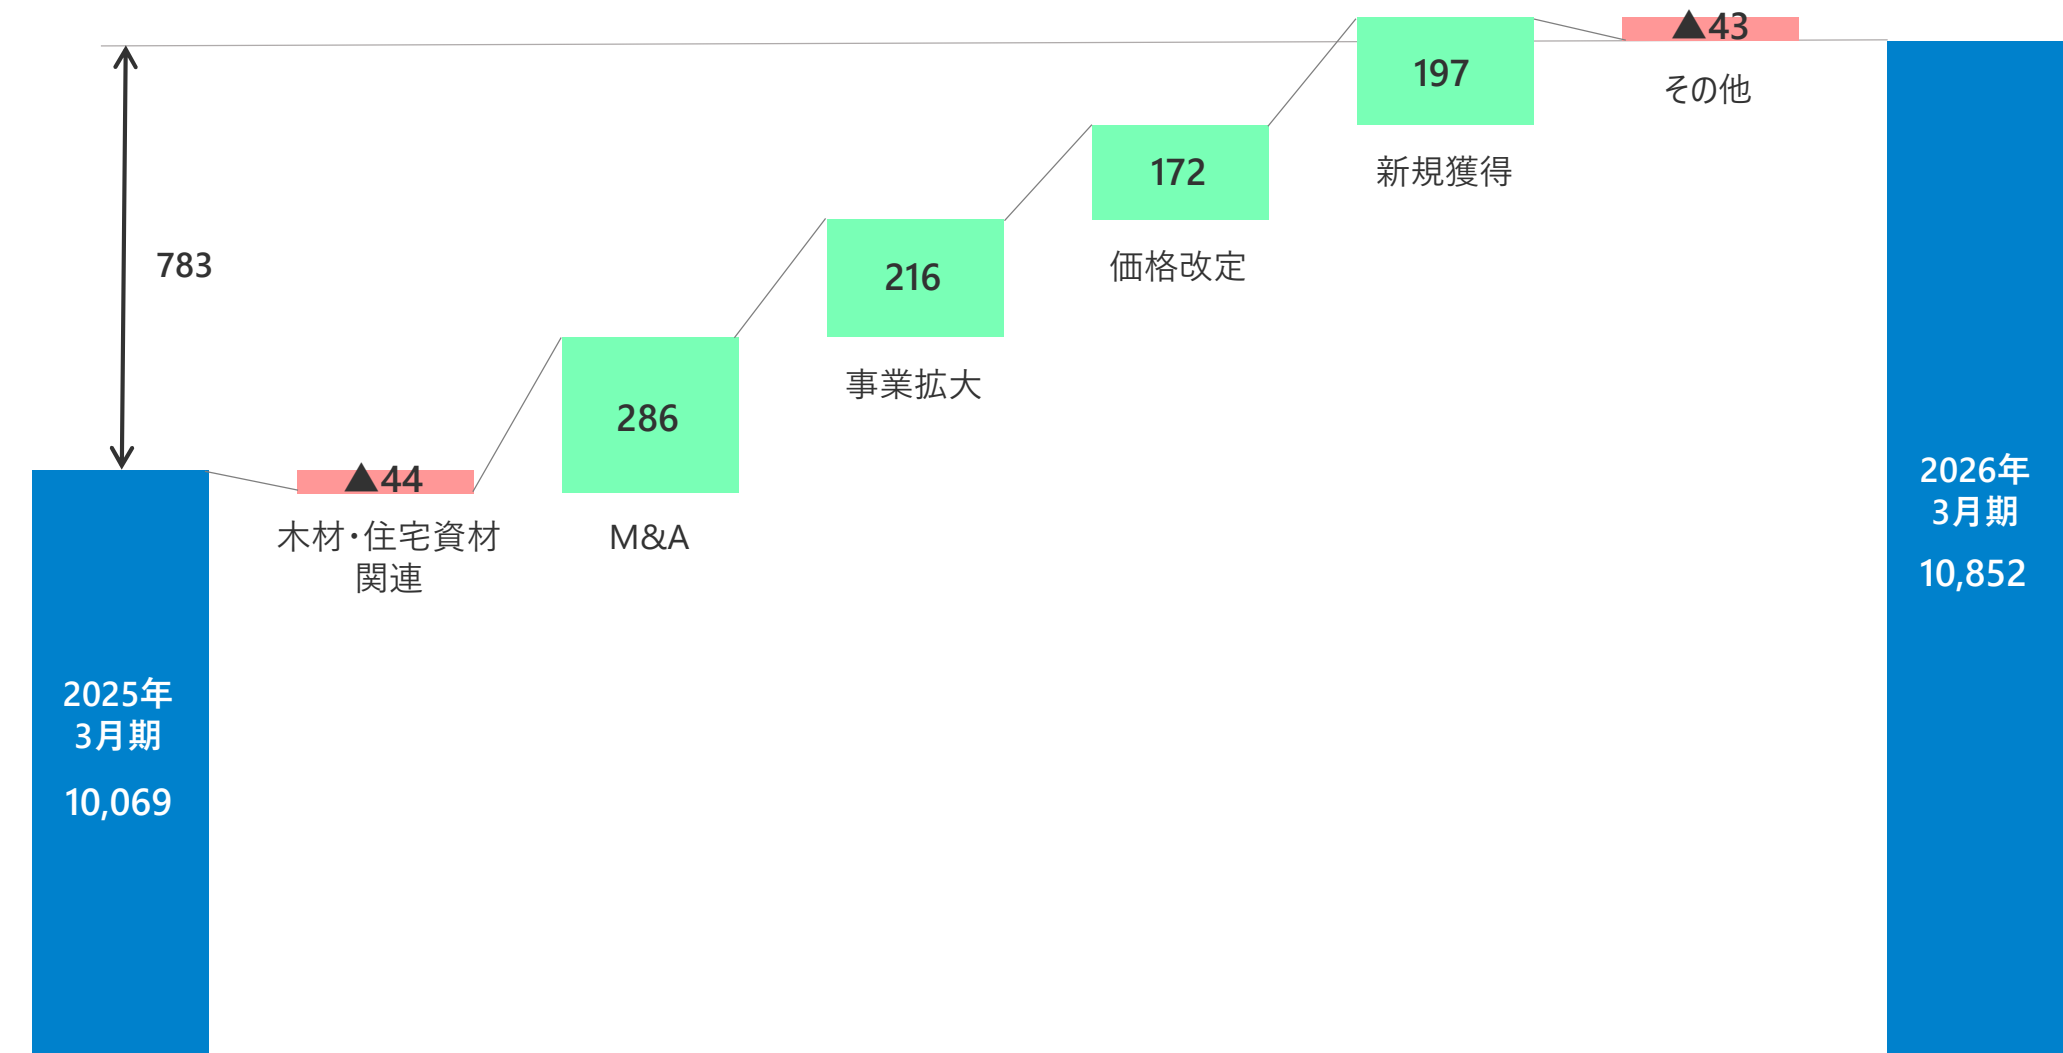 783
2025年
3月期
10,069
▲44
木材・住宅資材
関連
286
M&A
216
事業拡大
172
価格改定
197
新規獲得
▲43
その他
2026年
3月期
10,852